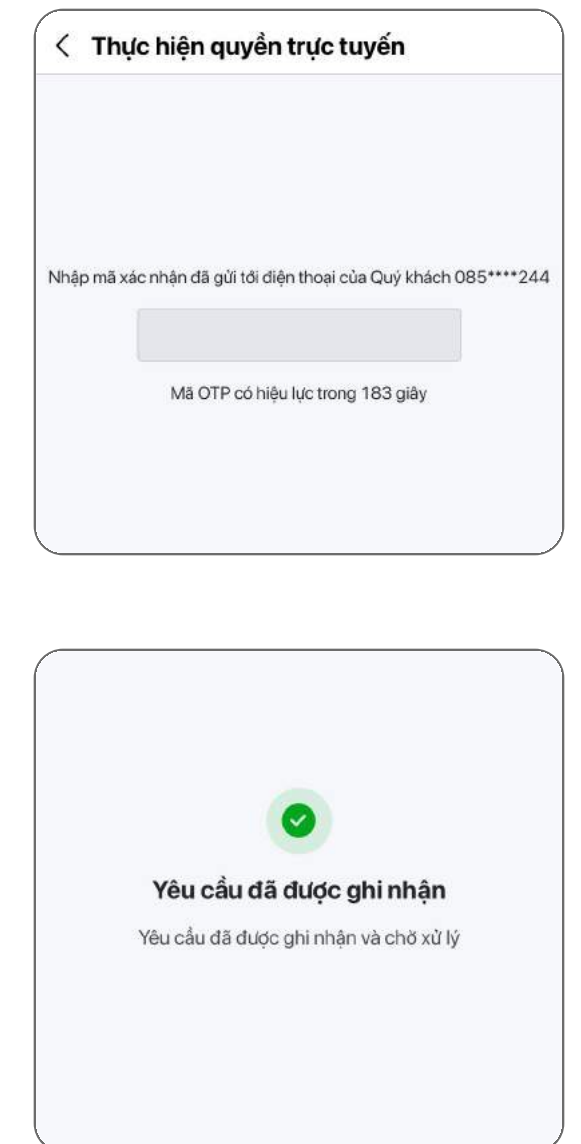 Thực hiện quyền trực tuyến
Nhập mã xác nhận đã gửi tới điện thoại của Quý khách 085****244
Mã OTP có hiệu lực trong 183 giây
Yêu cầu đã được ghi nhận
Yêu cầu đã được ghi nhận và chờ xử lý